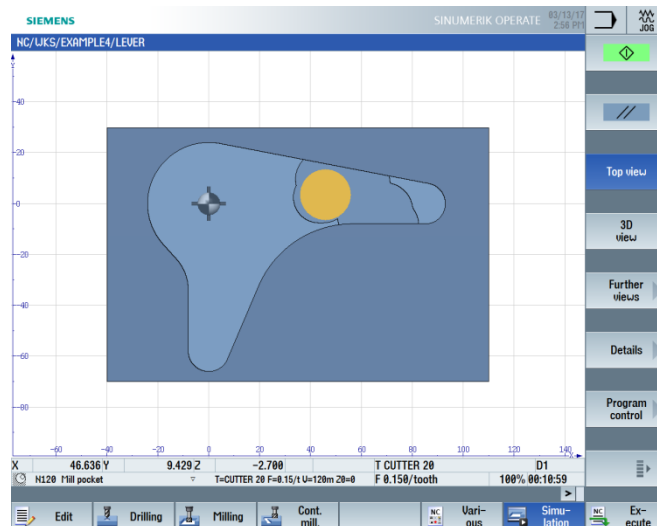 SIEMENS
SINUMERIK OPERATE
03/13/17
2:56 PM
JOG
NC/WKS/EXAMPLE4/LEVER
Top view
3D
view
Further
views
Details
Program
control
Y
40
20
0
-20
-40
-60
-80
-60 -40 -20 0 20 40 60 80 100 120 140
X 46.636 Y 9.429 Z -2.700 T CUTTER 20 D1
N120 Mill pocket ▽ T=CUTTER 20 F=0.15/t V=120m Z0=0 F 0.150/tooth 100% 00:10:59
>
Edit
Drilling
Milling
Cont.
mill.
NC
Vari-
ous
Simu-
lation
NC
Ex-
ecute